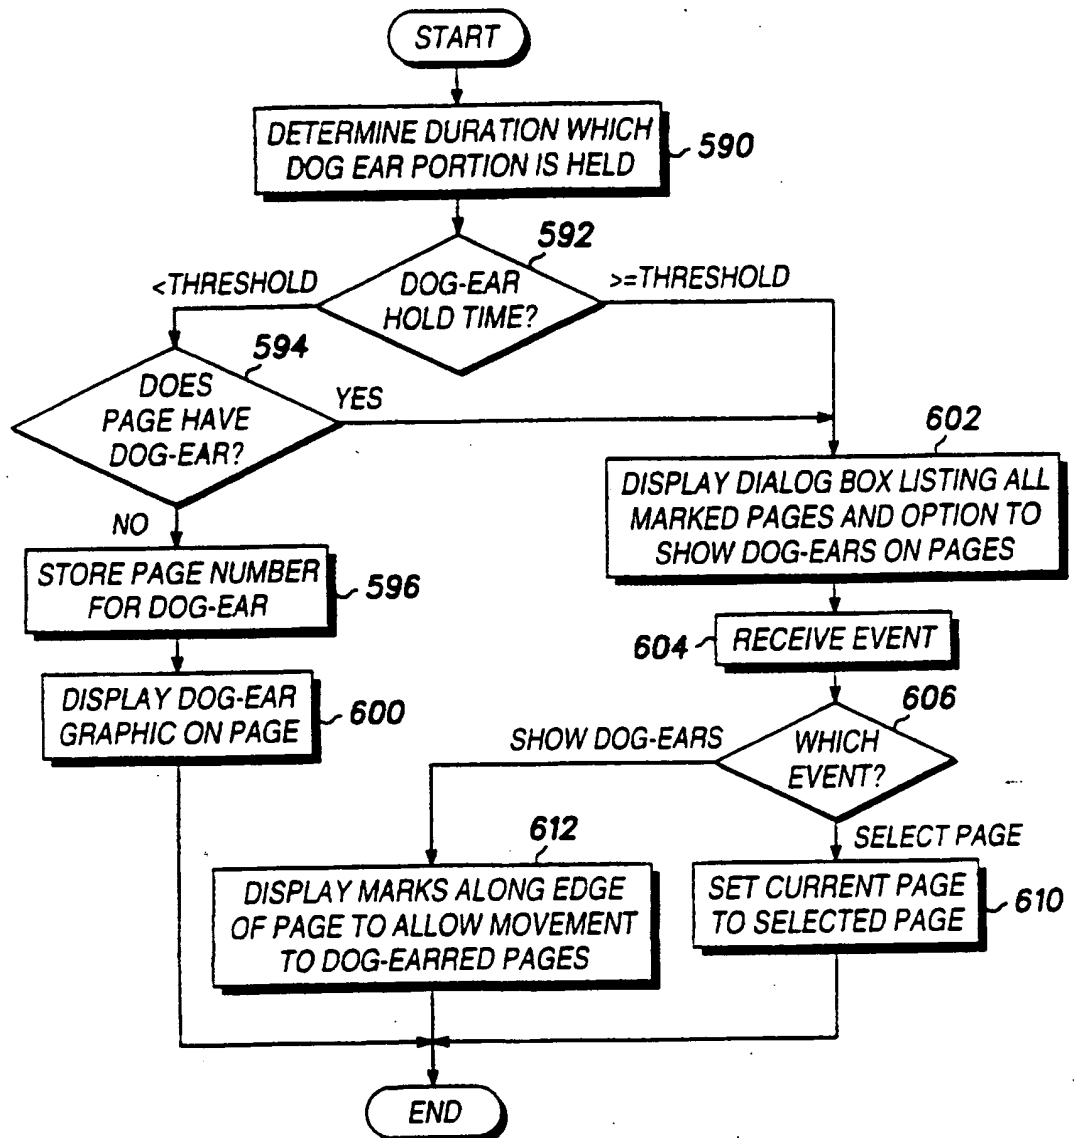 START
DETERMINE DURATION WHICH
DOG EAR PORTION IS HELD
590
592
<THRESHOLD
DOG-EAR
HOLD TIME?
>=THRESHOLD
594
DOES
PAGE HAVE
DOG-EAR?
YES
NO
602
DISPLAY DIALOG BOX LISTING ALL
MARKED PAGES AND OPTION TO
SHOW DOG-EARS ON PAGES
STORE PAGE NUMBER
FOR DOG-EAR
596
604
RECEIVE EVENT
DISPLAY DOG-EAR
GRAPHIC ON PAGE
600
606
SHOW DOG-EARS
WHICH
EVENT?
SELECT PAGE
612
DISPLAY MARKS ALONG EDGE
OF PAGE TO ALLOW MOVEMENT
TO DOG-EARRED PAGES
SET CURRENT PAGE
TO SELECTED PAGE
610
END